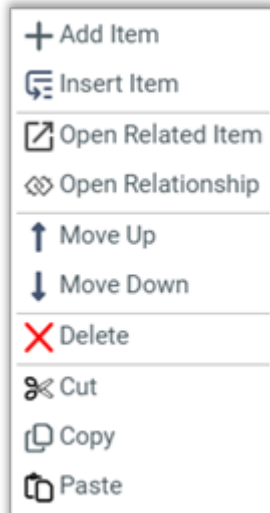 Add Item
Insert Item
Open Related Item
Open Relationship
Move Up
Move Down
Delete
Cut
Copy
Paste